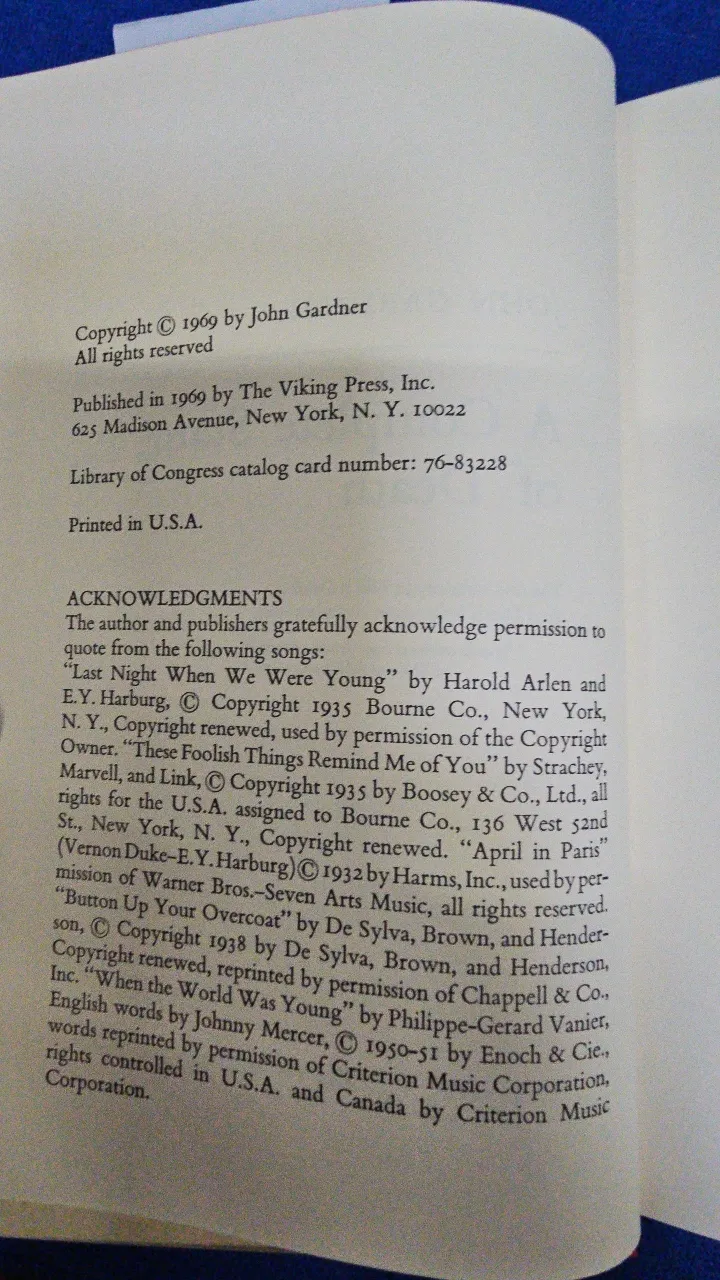 Copyright © 1969 by John Gardner
All rights reserved
Published in 1969 by The Viking Press, Inc.
625 Madison Avenue, New York, N. Y. 10022
Library of Congress catalog card number: 76-83228
Printed in U.S.A.
ACKNOWLEDGMENTS
The author and publishers gratefully acknowledge permission to
quote from the following songs:
“Last Night When We Were Young” by Harold Arlen and
E.Y. Harburg, © Copyright 1935 Bourne Co., New York,
N. Y., Copyright renewed, used by permission of the Copyright
Owner. “These Foolish Things Remind Me of You” by Strachey,
Marvell, and Link, © Copyright 1935 by Boosey & Co., Ltd., all
rights for the U.S.A. assigned to Bourne Co., 136 West 52nd
St., New York, N. Y., Copyright renewed. “April in Paris”
(Vernon Duke–E.Y. Harburg) © 1932 by Harms, Inc., used by per-
mission of Warner Bros.–Seven Arts Music, all rights reserved.
“Button Up Your Overcoat” by De Sylva, Brown, and Hender-
son, © Copyright 1938 by De Sylva, Brown, and Henderson,
Copyright renewed, reprinted by permission of Chappell & Co.,
Inc. “When the World Was Young” by Philippe-Gerard Vanier,
English words by Johnny Mercer, © 1950-51 by Enoch & Cie.,
words reprinted by permission of Criterion Music Corporation,
rights controlled in U.S.A. and Canada by Criterion Music
Corporation.